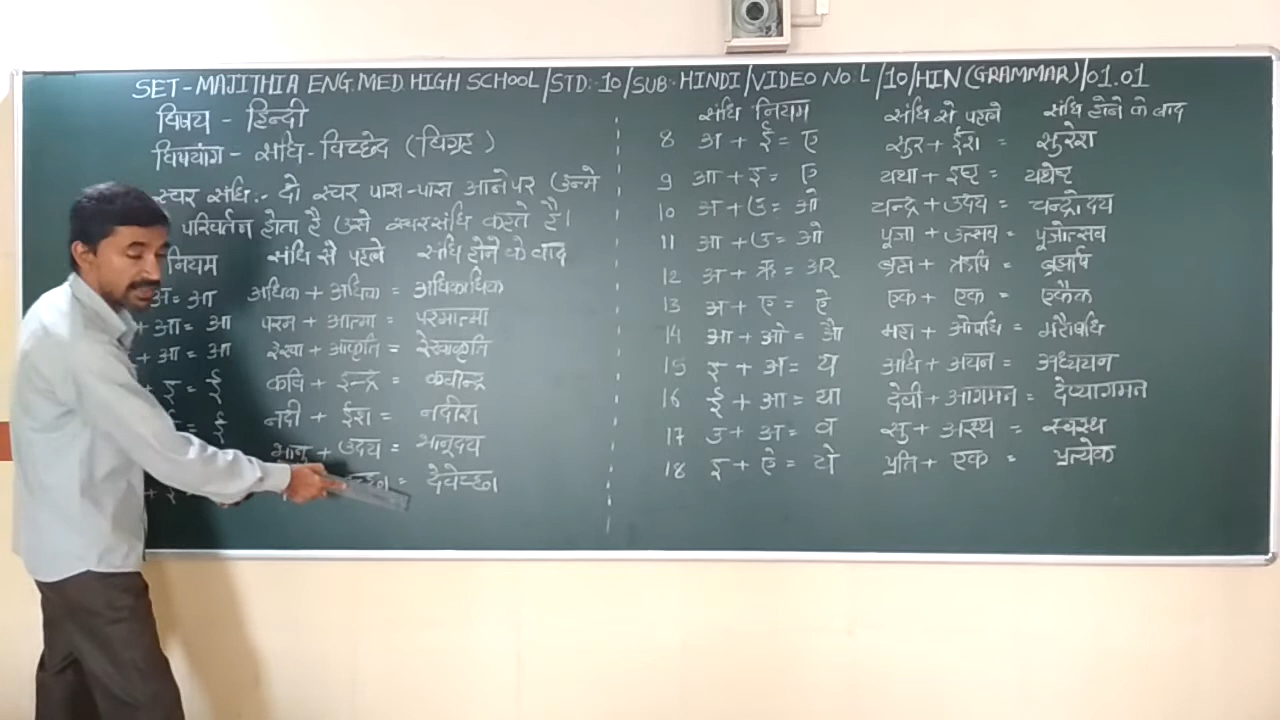 SET-MAJITHIA ENG.MED.HIGH SCHOOL/STD:-10/SUB:HINDI/VIDEO NO.L/10/HIN(GRAMMAR)/01.01
विषय - हिन्दी
विषयांग - संधि-विच्छेद (विग्रह)
स्वर संधि:- दो स्वर पास-पास आने पर उनमे
परिवर्तन होता है उसे स्वरसंधि कहते है।
नियम संधि से पहले संधि होने के बाद
अ = आ अधिक + अधिक = अधिकाधिक
+ आ = आ परम + आत्मा = परमात्मा
+ आ = आ रेखा + आकृति = रेखाकृति
+ इ = ई कवि + इन्द्र = कवीन्द्र
+ ई = ई नदी + ईश = नदीश
भानु + उदय = भानूदय
+ इ = देवेच्छा
संधि नियम संधि से पहले संधि होने के बाद
8 अ + ई = ए सुर + ईश = सुरेश
9 आ + इ = ए यथा + इष्ट = यथेष्ट
10 अ + उ = ओ चन्द्र + उदय = चन्द्रोदय
11 आ + उ = ओ पूजा + उत्सव = पूजोत्सव
12 अ + ऋ = अर् ब्रह्म + ऋषि = ब्रह्मर्षि
13 अ + ए = ऐ एक + एक = एकैक
14 आ + ओ = औ महा + ओषधि = महौषधि
15 इ + अ = य अधि + अयन = अध्ययन
16 ई + आ = या देवी + आगमन = देव्यागमन
17 उ + अ = व सु + अस्थ = स्वस्थ
18 इ + ऐ = ये प्रति + एक = प्रत्येक